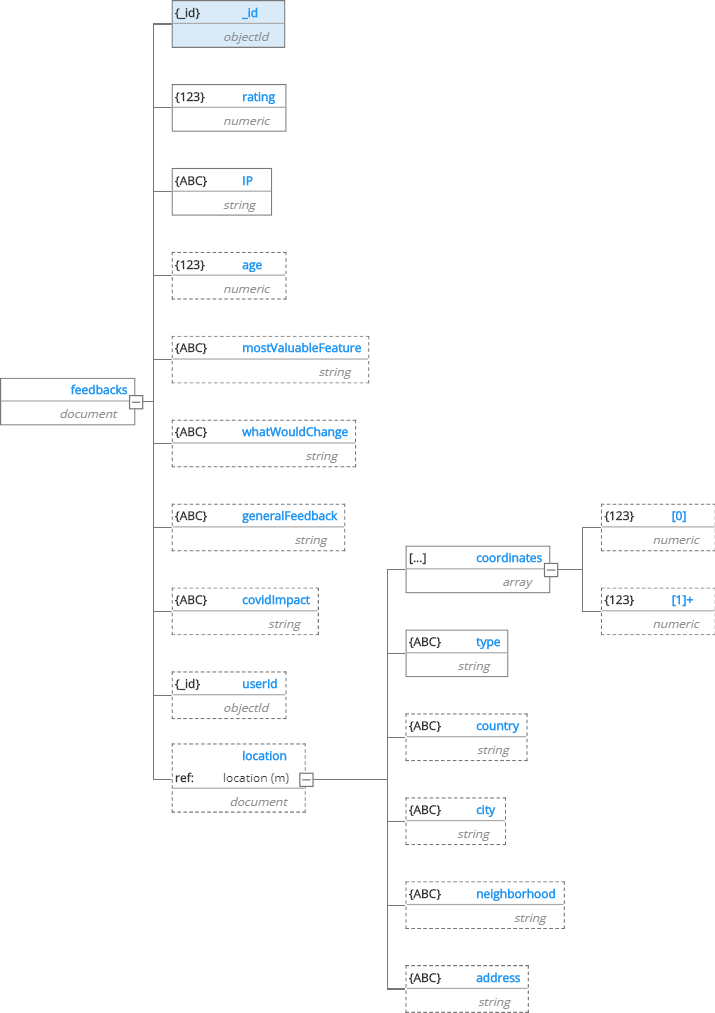 {_id} _id
objectId
{123} rating
numeric
{ABC} IP
string
{123} age
numeric
{ABC} mostValuableFeature
string
feedbacks
document
{ABC} whatWouldChange
string
{ABC} generalFeedback
string
{ABC} covidImpact
string
{_id} userId
objectId
location
ref: location (m)
document
[...] coordinates
array
{123} [0]
numeric
{123} [1]+
numeric
{ABC} type
string
{ABC} country
string
{ABC} city
string
{ABC} neighborhood
string
{ABC} address
string